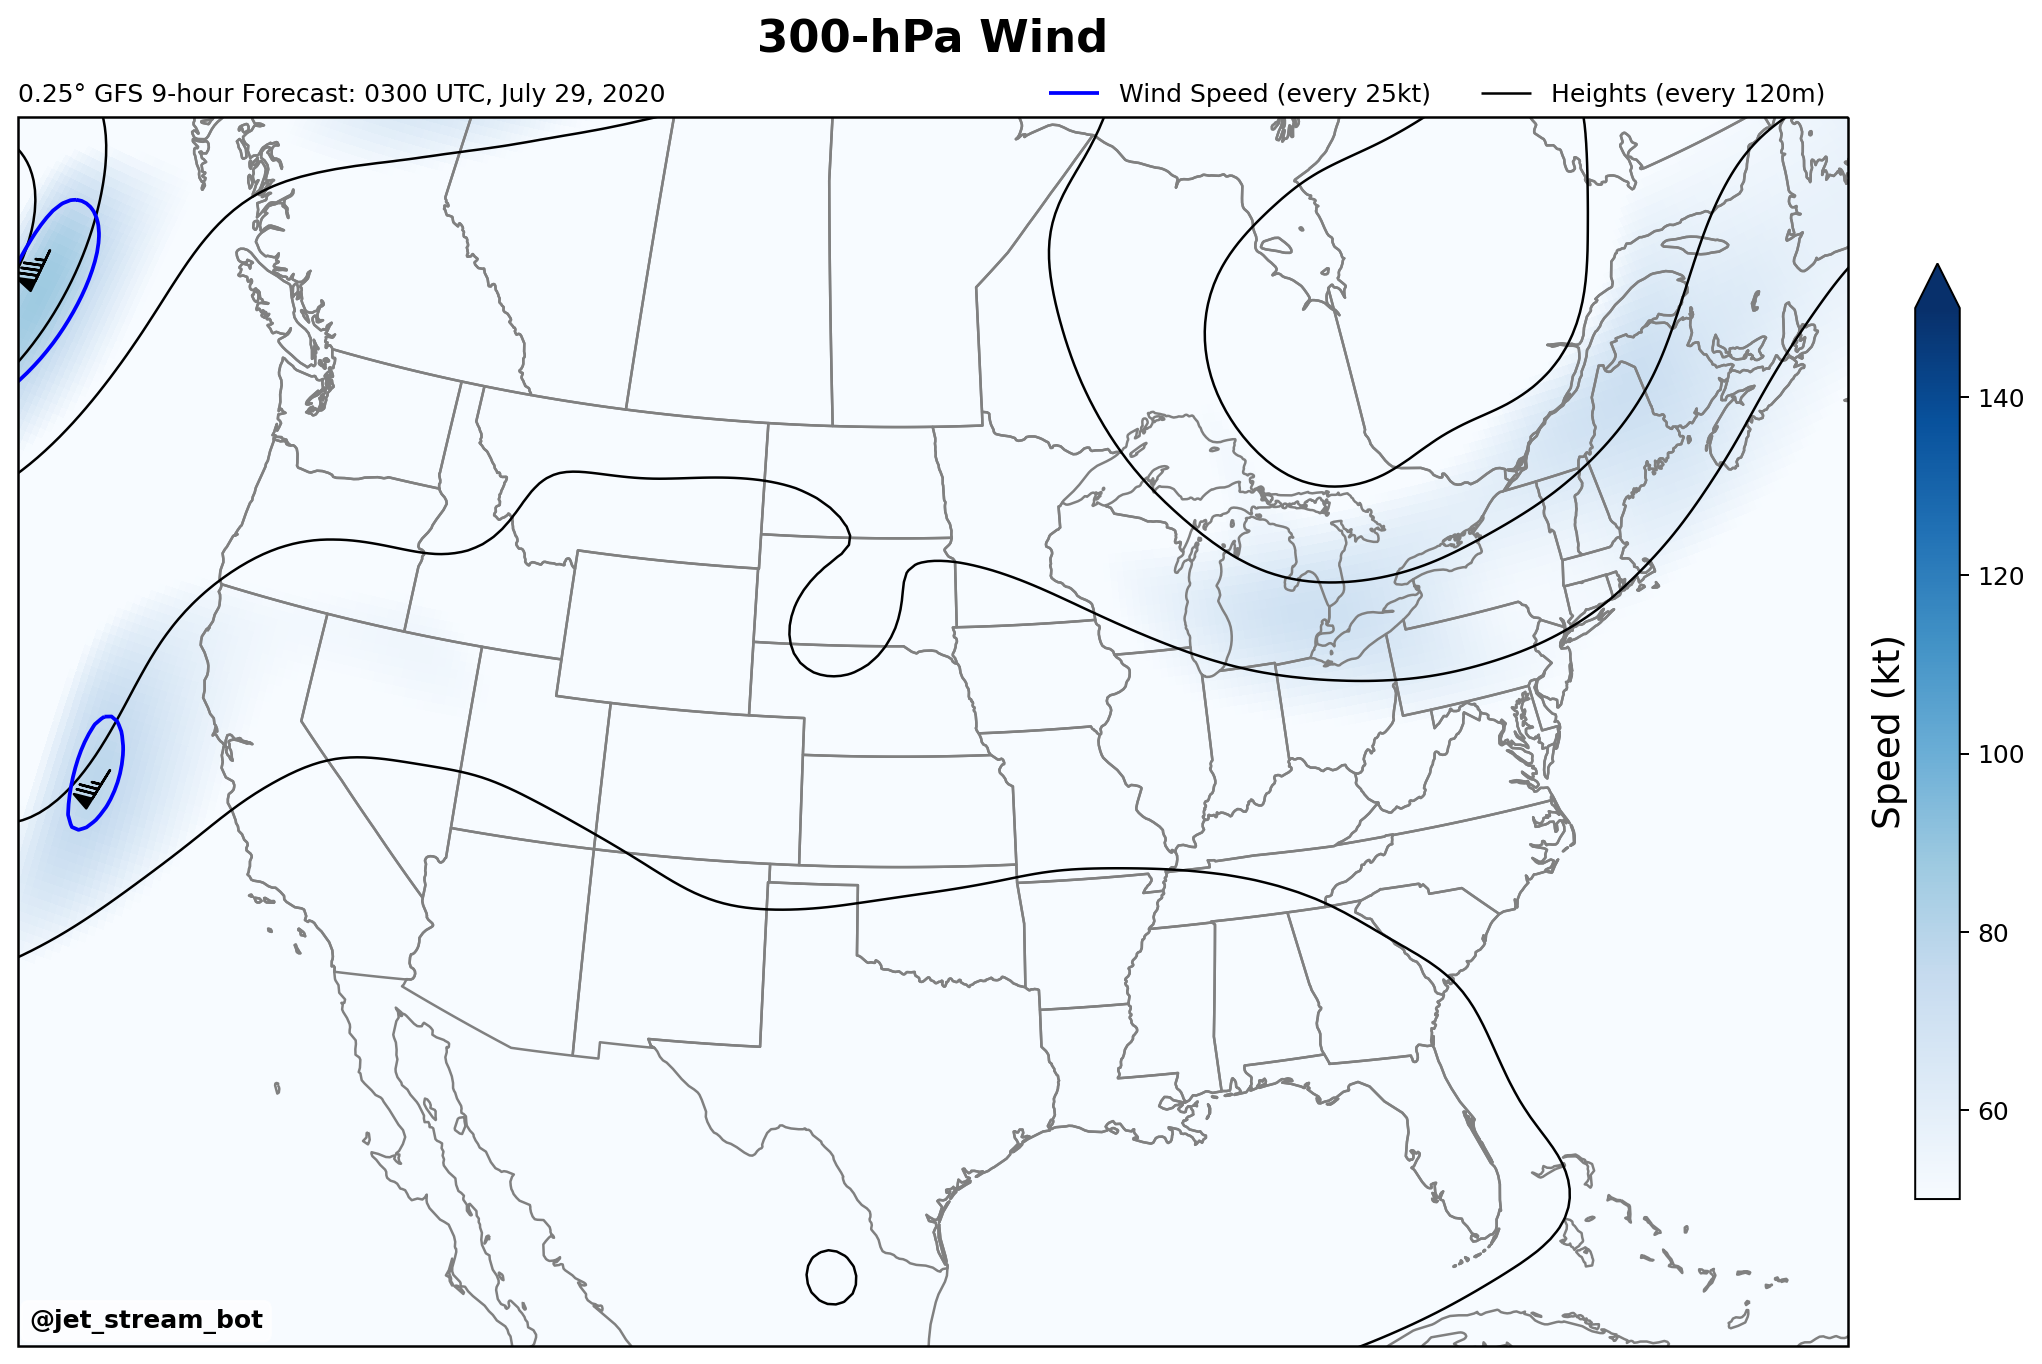 300-hPa Wind
0.25° GFS 9-hour Forecast: 0300 UTC, July 29, 2020
Wind Speed (every 25kt)
Heights (every 120m)
140
120
100
80
60
Speed (kt)
@jet_stream_bot